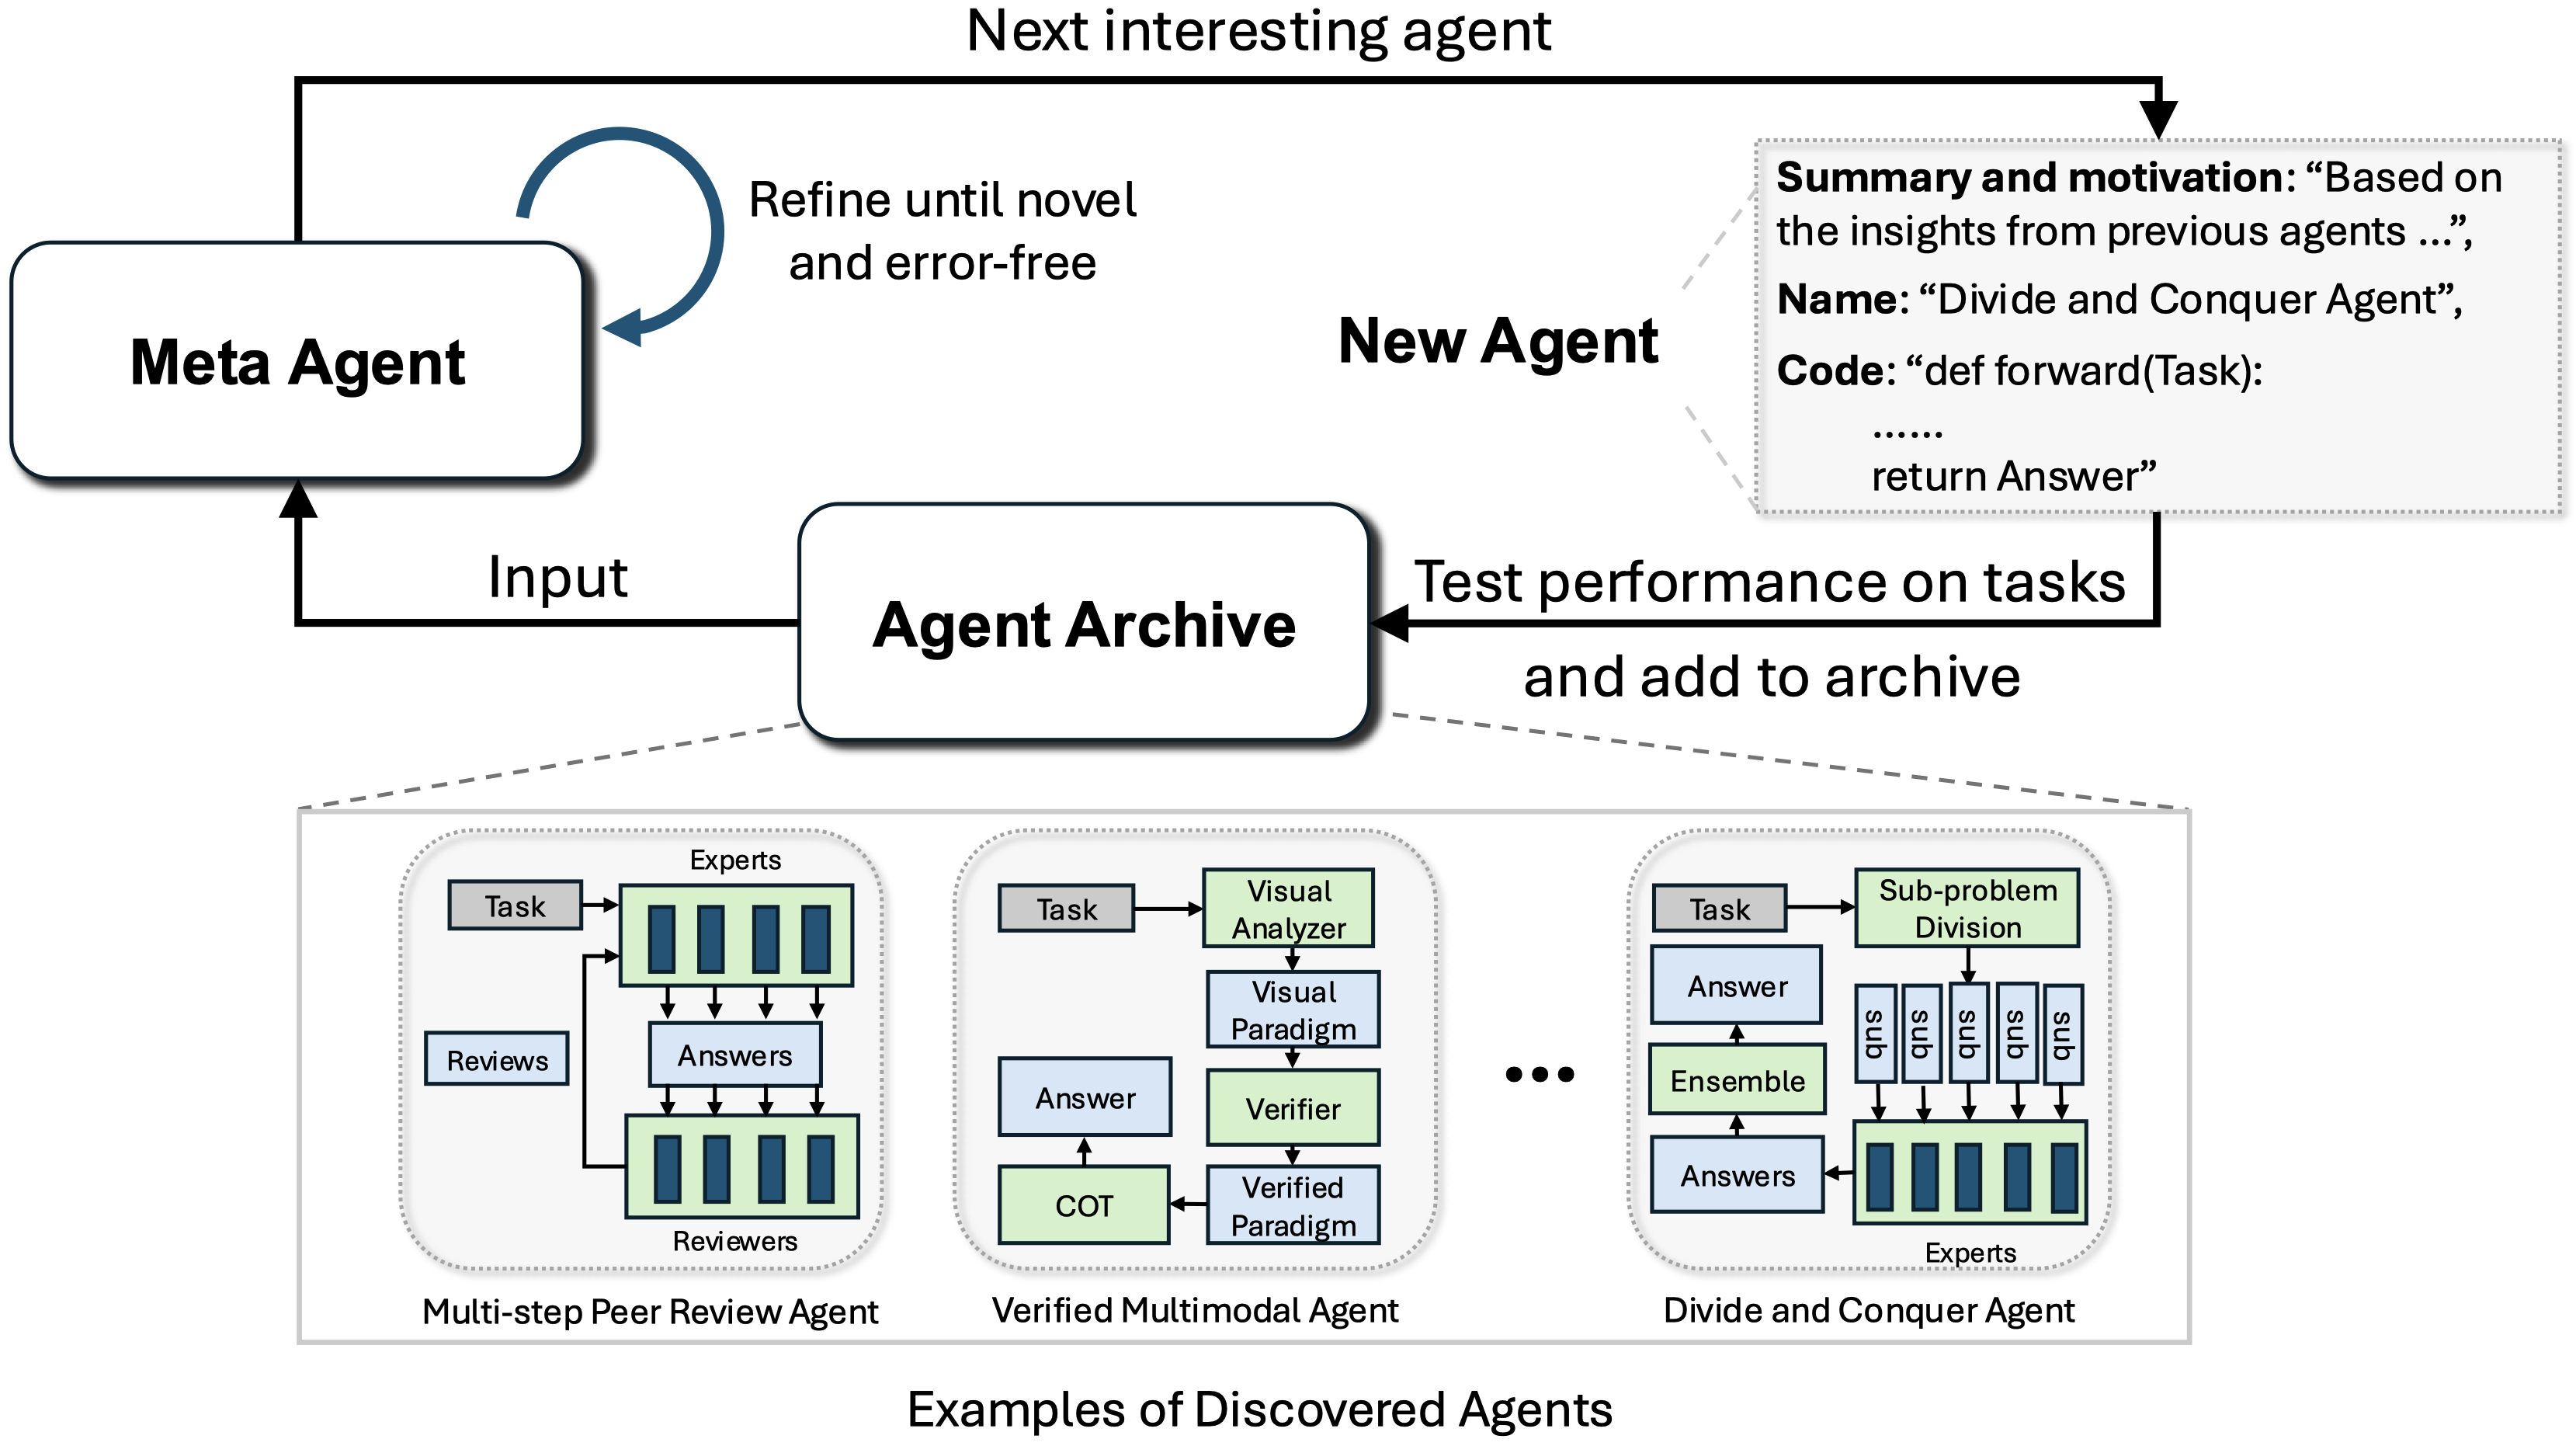 Next interesting agent
Refine until novel
and error-free
Meta Agent
New Agent
Summary and motivation: “Based on
the insights from previous agents ...”,
Name: “Divide and Conquer Agent”,
Code: “def forward(Task):
......
return Answer”
Input
Agent Archive
Test performance on tasks
and add to archive
Experts
Task
Answers
Reviews
Reviewers
Multi-step Peer Review Agent
Task
Visual
Analyzer
Visual
Paradigm
Verifier
Verified
Paradigm
COT
Answer
Verified Multimodal Agent
...
Task
Sub-problem
Division
sub
sub
sub
sub
sub
Experts
Answers
Ensemble
Answer
Divide and Conquer Agent
Examples of Discovered Agents